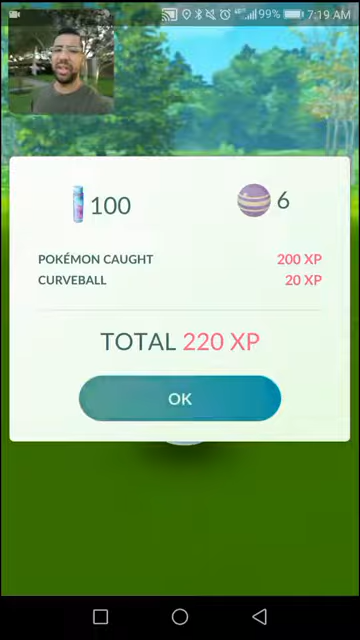 99% 7:19 AM
100
6
POKÉMON CAUGHT 200 XP
CURVEBALL 20 XP
TOTAL 220 XP
OK